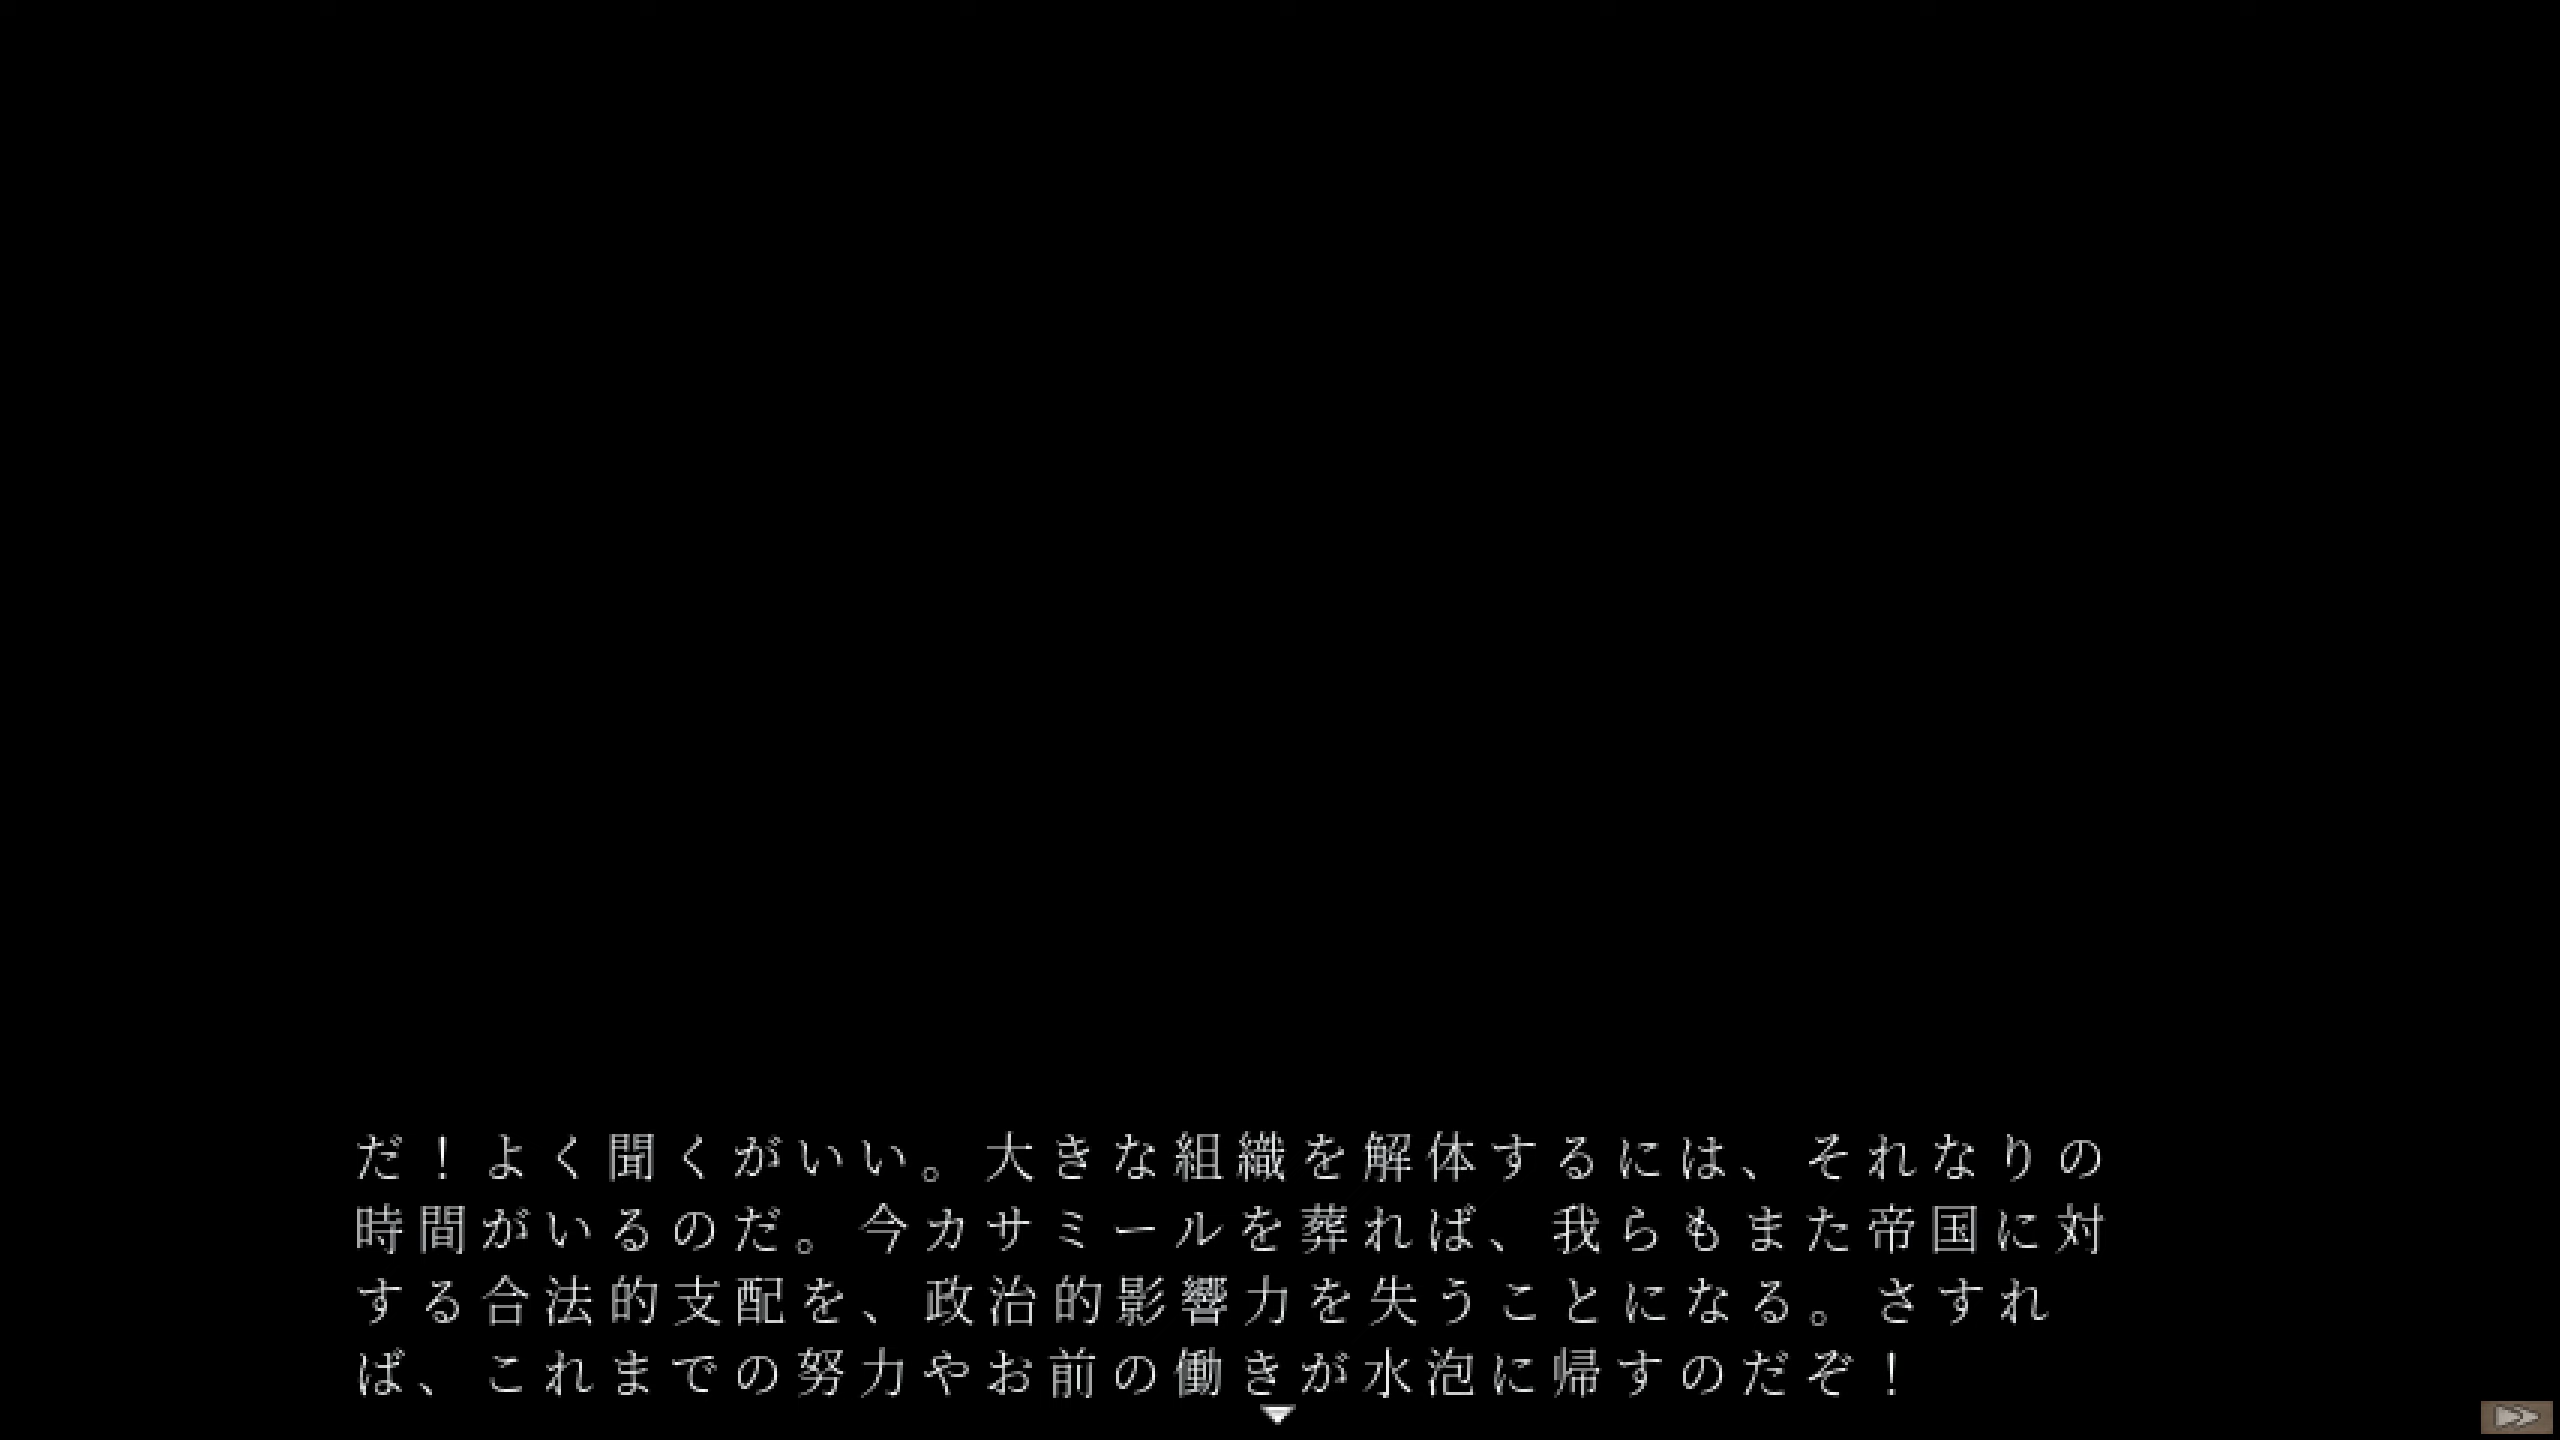 だ！よく聞くがいい。大きな組織を解体するには、それなりの
時間がいるのだ。今カサミールを葬れば、我らもまた帝国に対
する合法的支配を、政治的影響力を失うことになる。さすれ
ば、これまでの努力やお前の働きが水泡に帰すのだぞ！